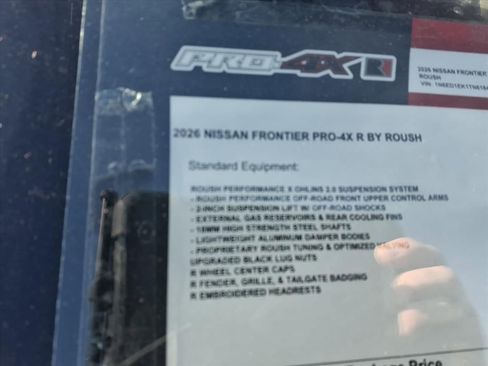 PRO-4X R
2026 NISSAN FRONTIER
ROUSH
2026 NISSAN FRONTIER PRO-4X R BY ROUSH
Standard Equipment:
ROUSH PERFORMANCE X OHLINS 2.0 SUSPENSION SYSTEM
- ROUSH PERFORMANCE OFF-ROAD FRONT UPPER CONTROL ARMS
- 2-INCH SUSPENSION LIFT W/ OFF-ROAD SHOCKS
- EXTERNAL GAS RESERVOIRS & REAR COOLING FINS
- 18MM HIGH STRENGTH STEEL SHAFTS
- LIGHTWEIGHT ALUMINUM DAMPER BODIES
- PROPRIETARY ROUSH TUNING & OPTIMIZED VALVING
UPGRADED BLACK LUG NUTS
R WHEEL CENTER CAPS
R FENDER, GRILLE, & TAILGATE BADGING
R EMBROIDERED HEADRESTS
Price